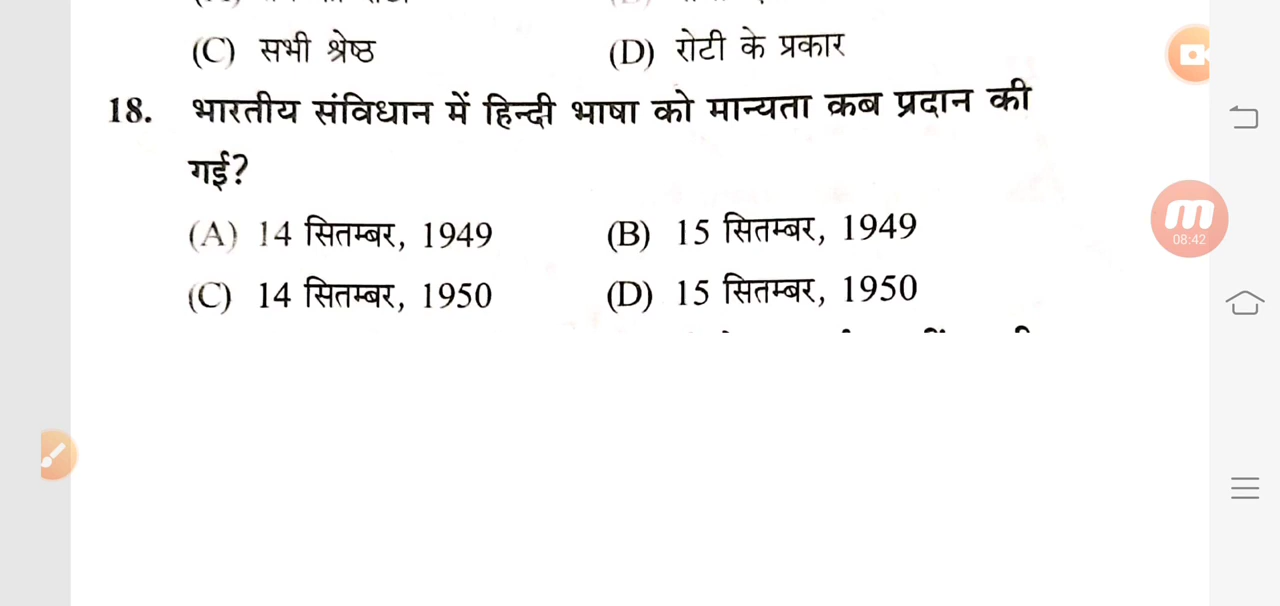 (C) सभी श्रेष्ठ (D) रोटी के प्रकार
18. भारतीय संविधान में हिन्दी भाषा को मान्यता कब प्रदान की
गई?
(A) 14 सितम्बर, 1949 (B) 15 सितम्बर, 1949
(C) 14 सितम्बर, 1950 (D) 15 सितम्बर, 1950
08:42